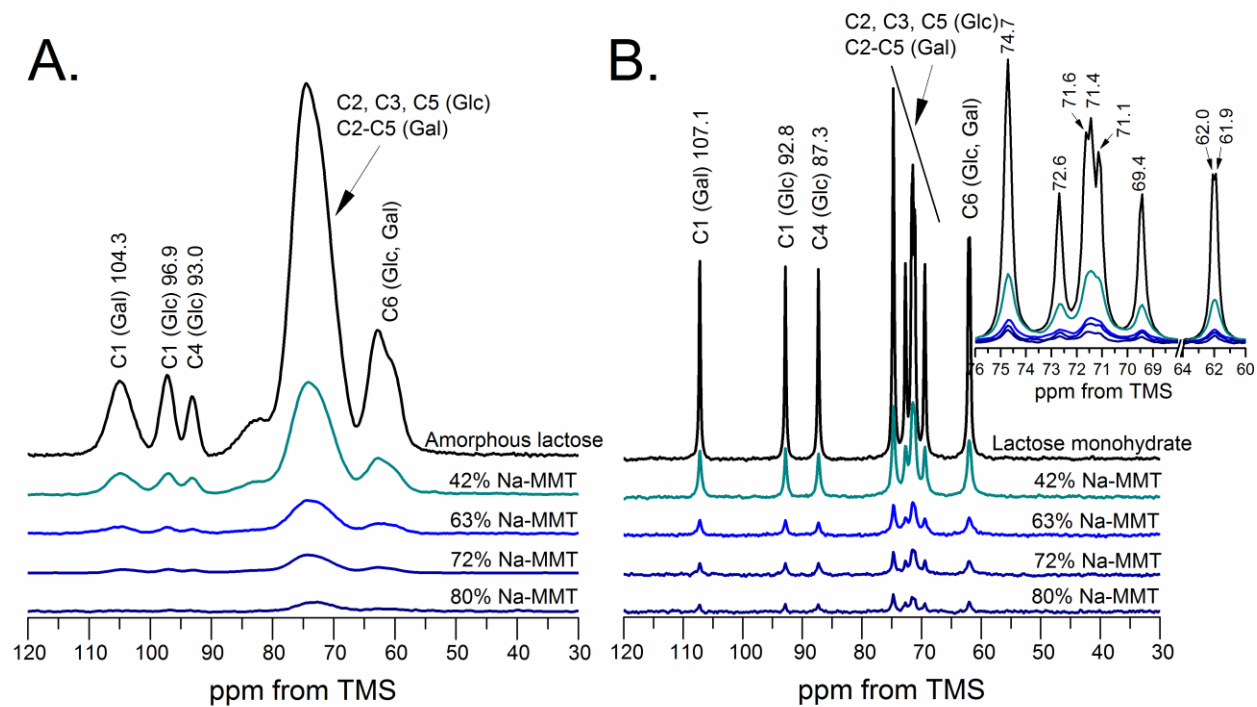 A.
C2, C3, C5 (Glc)
C2-C5 (Gal)
C1 (Gal) 104.3
C1 (Glc) 96.9
C4 (Glc) 93.0
C6 (Glc, Gal)
Amorphous lactose
42% Na-MMT
63% Na-MMT
72% Na-MMT
80% Na-MMT
120 110 100 90 80 70 60 50 40 30
ppm from TMS
B.
C2, C3, C5 (Glc)
C2-C5 (Gal)
C1 (Gal) 107.1
C1 (Glc) 92.8
C4 (Glc) 87.3
C6 (Glc, Gal)
74.7
72.6
71.6
71.4
71.1
69.4
62.0
61.9
76 75 74 73 72 71 70 69 64 62 60
ppm from TMS
Lactose monohydrate
42% Na-MMT
63% Na-MMT
72% Na-MMT
80% Na-MMT
120 110 100 90 80 70 60 50 40 30
ppm from TMS